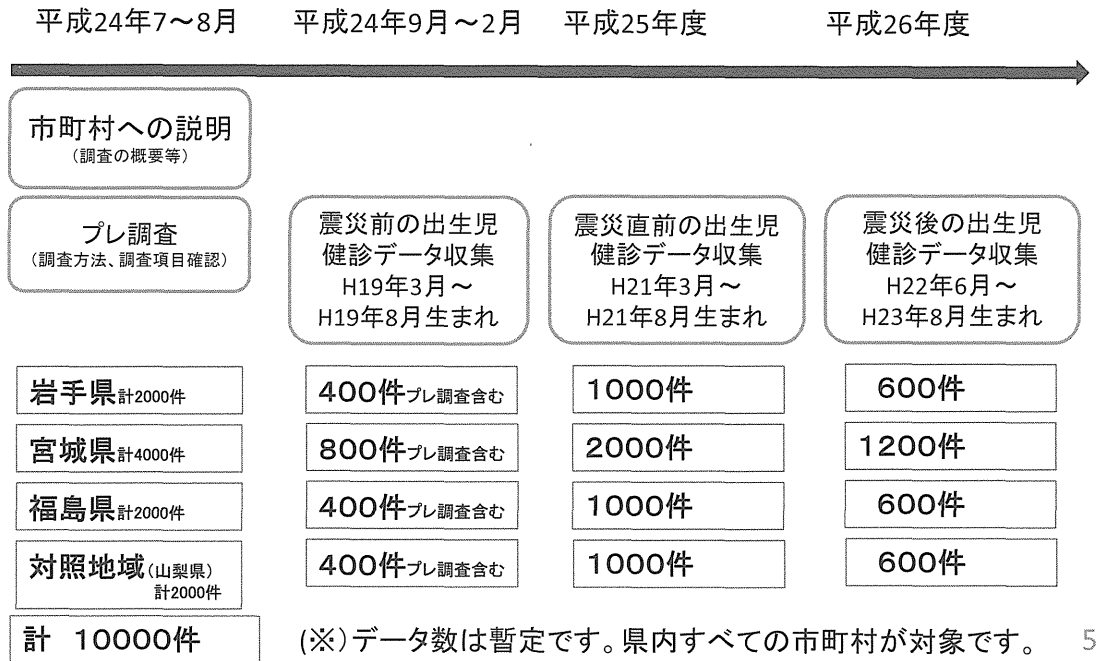 平成24年7～8月
平成24年9月～2月
平成25年度
平成26年度
市町村への説明
(調査の概要等)
プレ調査
(調査方法、調査項目確認)
震災前の出生児
健診データ収集
H19年3月～
H19年8月生まれ
震災直前の出生児
健診データ収集
H21年3月～
H21年8月生まれ
震災後の出生児
健診データ収集
H22年6月～
H23年8月生まれ
岩手県計2000件
400件プレ調査含む
1000件
600件
宮城県計4000件
800件プレ調査含む
2000件
1200件
福島県計2000件
400件プレ調査含む
1000件
600件
対照地域(山梨県)
計2000件
400件プレ調査含む
1000件
600件
計 10000件
(※)データ数は暫定です。県内すべての市町村が対象です。
5